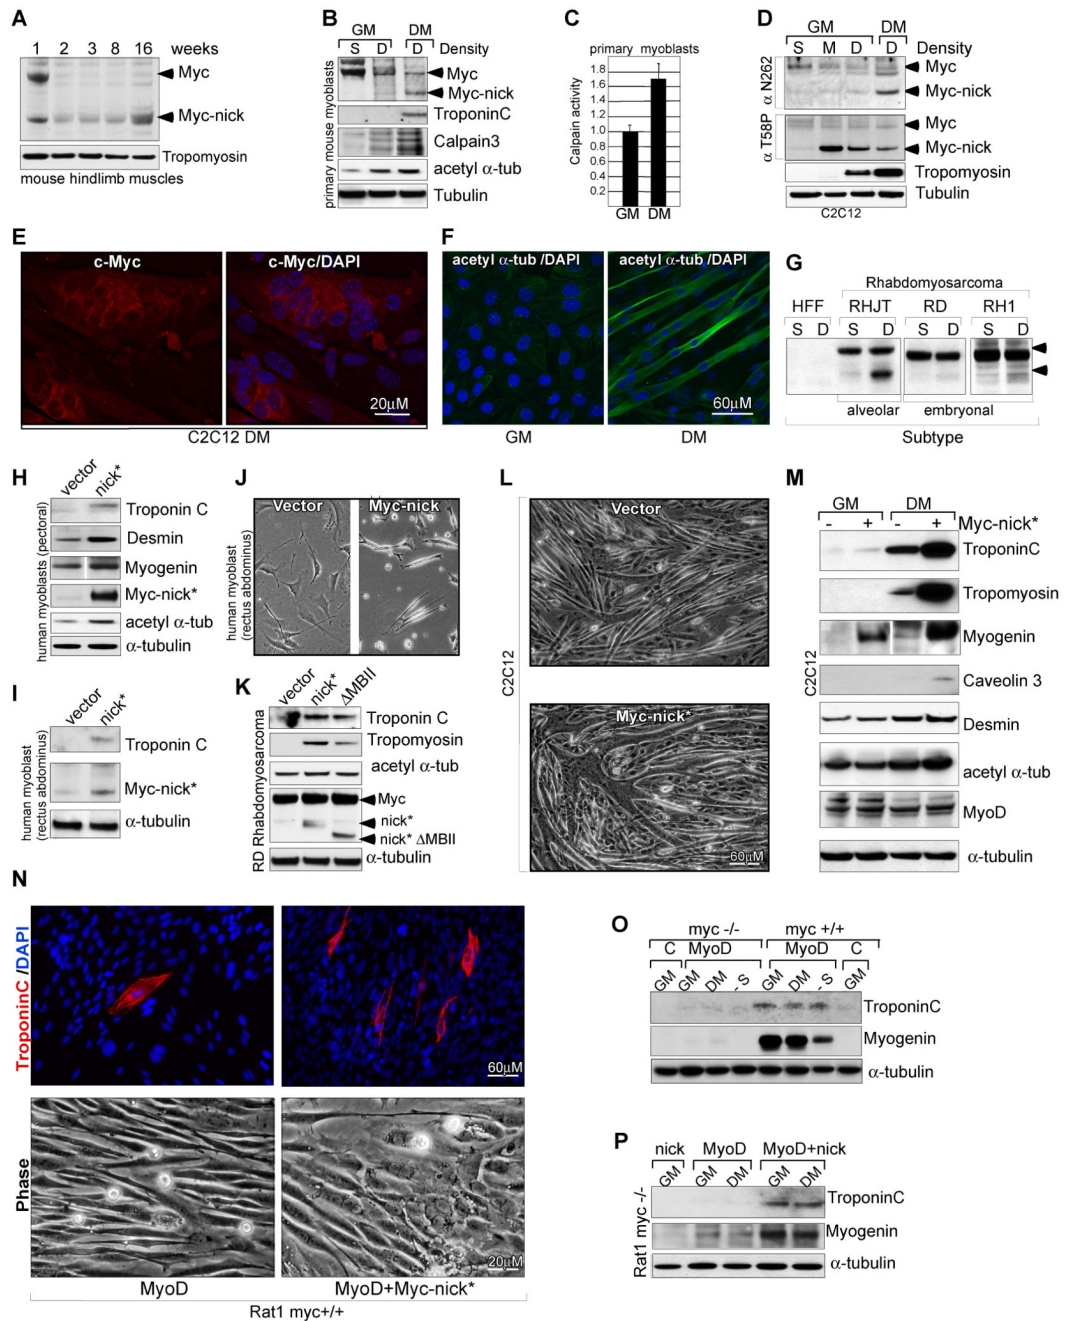 A
1 2 3 8 16 weeks
Myc
Myc-nick
Tropomyosin
mouse hindlimb muscles
B
GM DM
S D D Density
Myc
Myc-nick
TroponinC
Calpain3
acetyl α-tub
Tubulin
primary mouse myoblasts
C
primary myoblasts
1.8
1.6
1.4
1.2
1.0
0.8
0.6
0.4
0.2
Calpain activity
GM DM
D
GM DM
S M D D Density
α N262
Myc
Myc-nick
α T58P
Myc
Myc-nick
Tropomyosin
Tubulin
C2C12
E
c-Myc
c-Myc/DAPI
20µM
C2C12 DM
F
acetyl α-tub /DAPI
acetyl α-tub /DAPI
60µM
GM DM
G
Rhabdomyosarcoma
HFF RHJT RD RH1
S D S D S D S D
alveolar embryonal
Subtype
H
vector nick*
human myoblasts (pectoral)
Troponin C
Desmin
Myogenin
Myc-nick*
acetyl α-tub
α-tubulin
I
vector nick*
human myoblast
(rectus abdominus)
Troponin C
Myc-nick*
α-tubulin
J
Vector Myc-nick
human myoblast
(rectus abdominus)
K
vector nick* ΔMBII
RD Rhabdomyosarcoma
Troponin C
Tropomyosin
acetyl α-tub
Myc
nick*
nick* ΔMBII
α-tubulin
L
Vector
C2C12
Myc-nick*
60µM
M
GM DM
- + - + Myc-nick*
C2C12
TroponinC
Tropomyosin
Myogenin
Caveolin 3
Desmin
acetyl α-tub
MyoD
α-tubulin
N
TroponinC /DAPI
60µM
Phase
20µM
MyoD MyoD+Myc-nick*
Rat1 myc+/+
O
myc -/- myc +/+
C MyoD MyoD C
GM GM DM - S GM DM - S GM
TroponinC
Myogenin
α-tubulin
P
nick MyoD MyoD+nick
GM GM DM GM DM
Rat1 myc -/-
TroponinC
Myogenin
α-tubulin